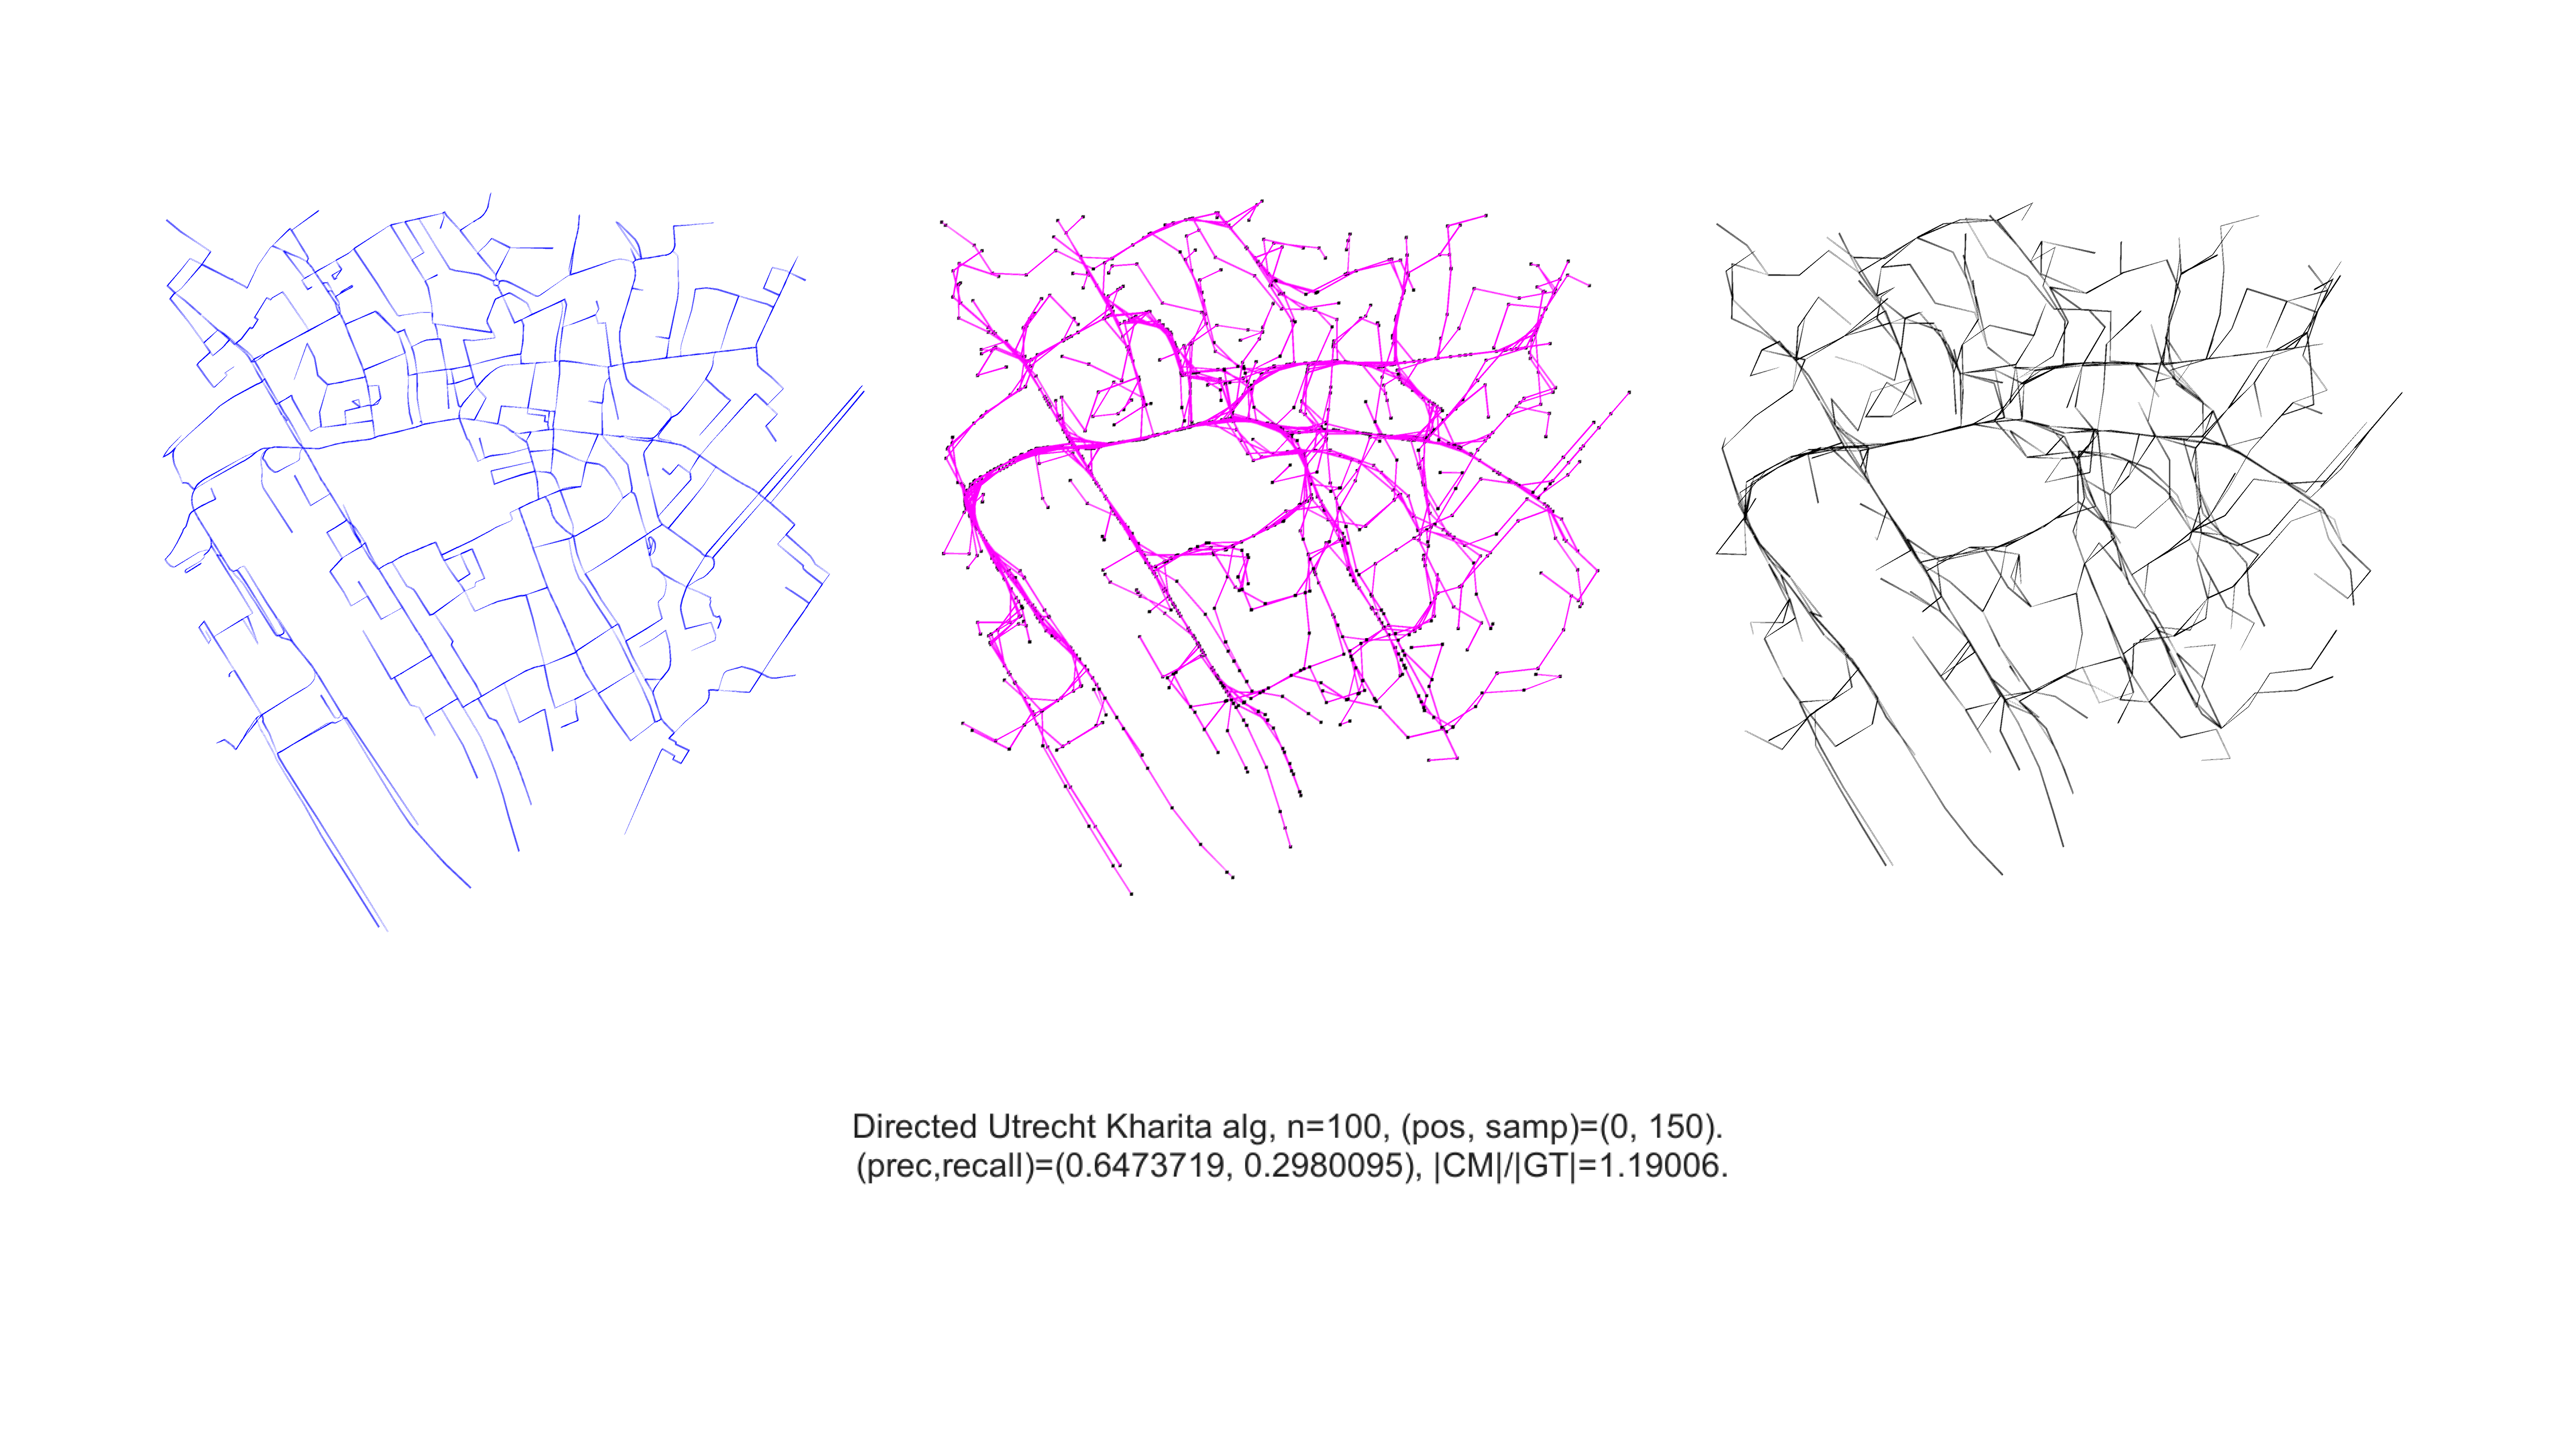 Directed Utrecht Kharita alg, n=100, (pos, samp)=(0, 150).
(prec,recall)=(0.6473719, 0.2980095), |CM|/|GT|=1.19006.